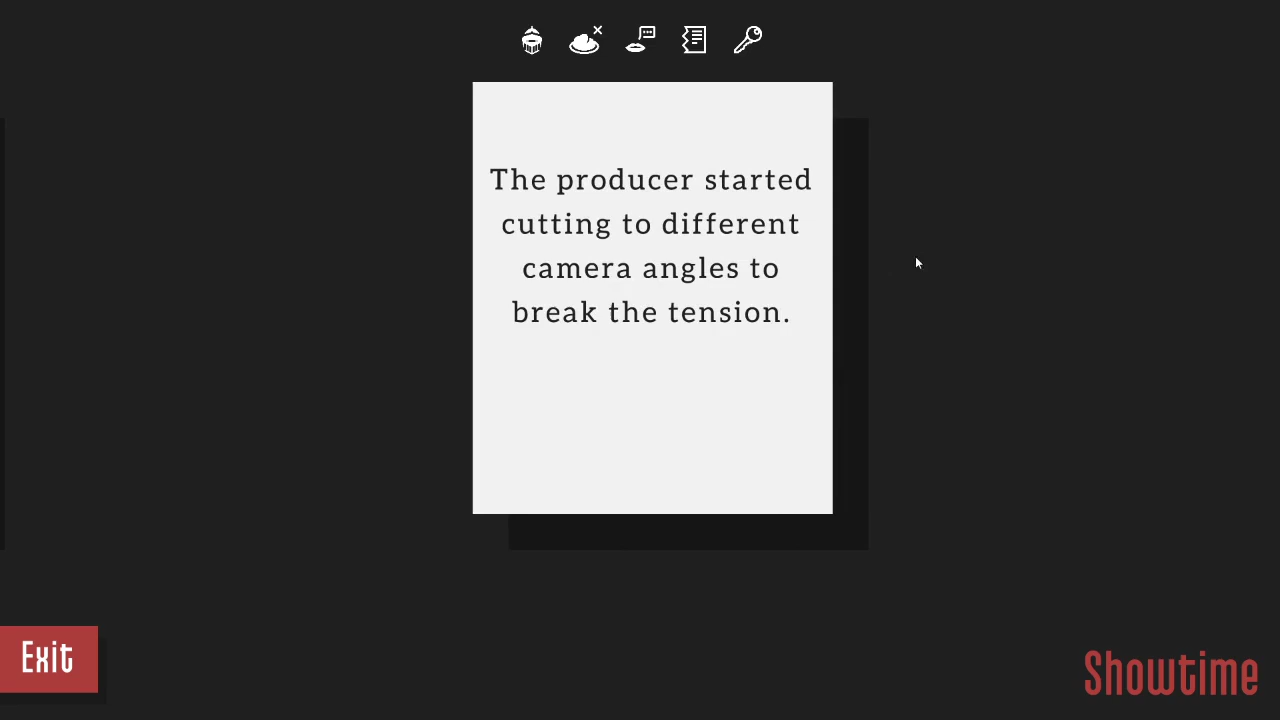 The producer started
cutting to different
camera angles to
break the tension.
Exit
Showtime